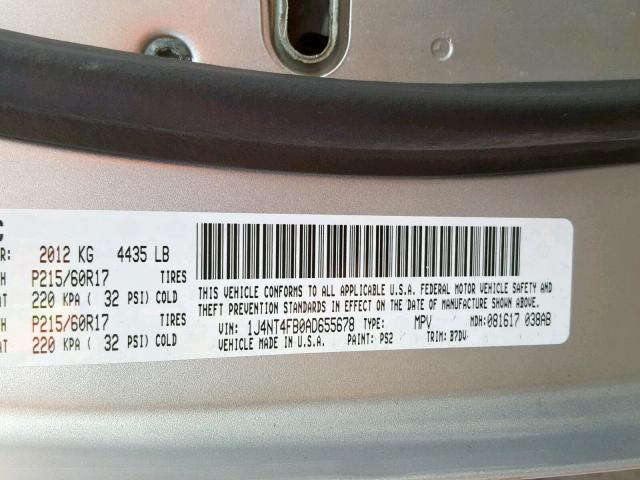 C
R: 2012 KG 4435 LB
H P215/60R17 TIRES
AT 220 KPA ( 32 PSI) COLD
H P215/60R17 TIRES
AT 220 KPA ( 32 PSI) COLD
THIS VEHICLE CONFORMS TO ALL APPLICABLE U.S.A. FEDERAL MOTOR VEHICLE SAFETY AND
THEFT PREVENTION STANDARDS IN EFFECT ON THE DATE OF MANUFACTURE SHOWN ABOVE.
VIN: 1J4NT4FB0AD655678 TYPE: MPV MDH: 081617 038AB
VEHICLE MADE IN U.S.A. PAINT: PS2 TRIM: B7DV